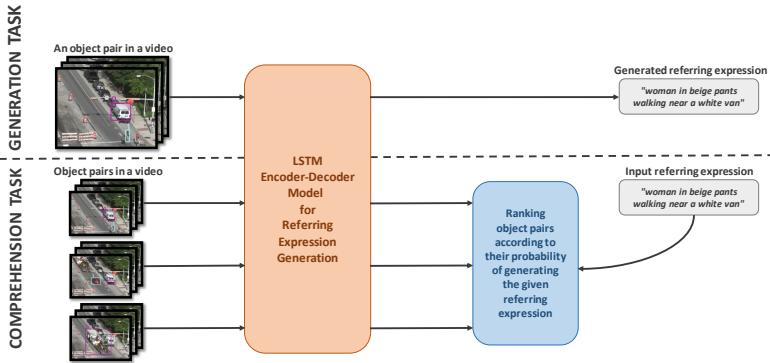 GENERATION TASK
An object pair in a video
Generated referring expression
"woman in beige pants
walking near a white van"
LSTM
Encoder-Decoder
Model
for
Referring
Expression
Generation
COMPREHENSION TASK
Object pairs in a video
Ranking
object pairs
according to
their probability
of generating
the given
referring
expression
Input referring expression
"woman in beige pants
walking near a white van"